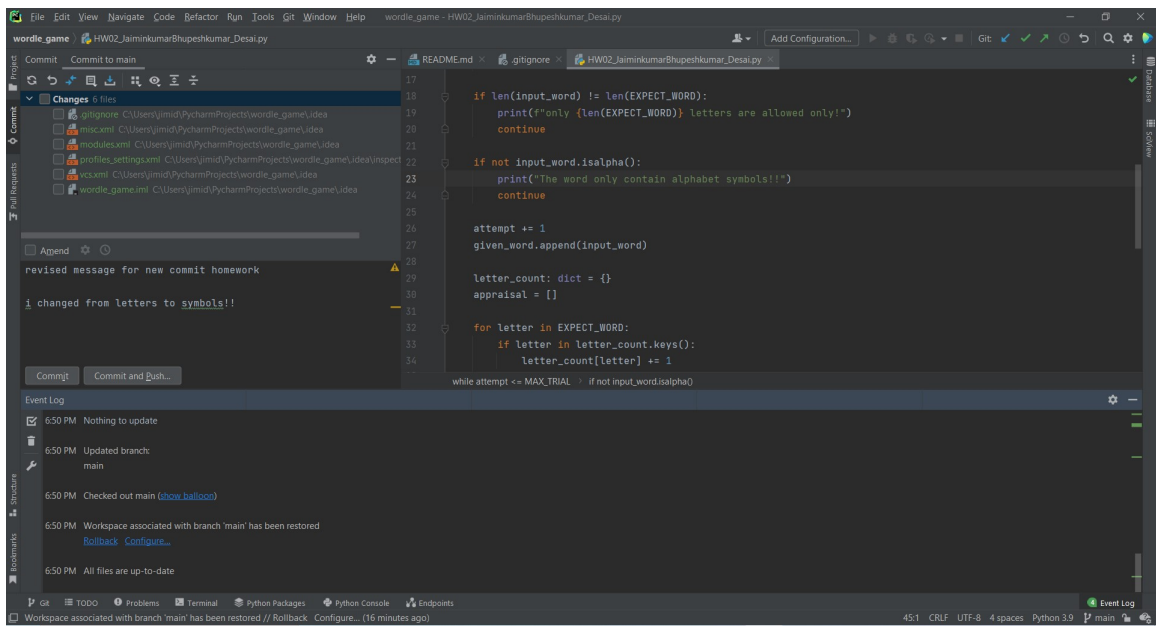 File Edit View Navigate Code Refactor Run Tools Git Window Help wordle_game - HW02_JaiminkumarBhupeshkumar_Desai.py
wordle_game HW02_JaiminkumarBhupeshkumar_Desai.py Add Configuration... Git:
Project
Commit
Pull Requests
Structure
Bookmarks
Commit Commit to main
Changes 6 files
.gitignore C:\Users\jimid\PycharmProjects\wordle_game\.idea
misc.xml C:\Users\jimid\PycharmProjects\wordle_game\.idea
modules.xml C:\Users\jimid\PycharmProjects\wordle_game\.idea
profiles_settings.xml C:\Users\jimid\PycharmProjects\wordle_game\.idea\inspect
vcs.xml C:\Users\jimid\PycharmProjects\wordle_game\.idea
wordle_game.iml C:\Users\jimid\PycharmProjects\wordle_game\.idea
Amend
revised message for new commit homework
i changed from letters to symbols!!
Commit Commit and Push...
README.md .gitignore HW02_JaiminkumarBhupeshkumar_Desai.py
17
18 if len(input_word) != len(EXPECT_WORD):
19 print(f"only {len(EXPECT_WORD)} letters are allowed only!")
20 continue
21
22 if not input_word.isalpha():
23 print("The word only contain alphabet symbols!!")
24 continue
25
26 attempt += 1
27 given_word.append(input_word)
28
29 letter_count: dict = {}
30 appraisal = []
31
32 for letter in EXPECT_WORD:
33 if letter in letter_count.keys():
34 letter_count[letter] += 1
while attempt <= MAX_TRIAL > if not input_word.isalpha()
Database
SciView
Event Log
6:50 PM Nothing to update
6:50 PM Updated branch:
main
6:50 PM Checked out main (show balloon)
6:50 PM Workspace associated with branch 'main' has been restored
Rollback Configure...
6:50 PM All files are up-to-date
Git TODO Problems Terminal Python Packages Python Console Endpoints 4 Event Log
Workspace associated with branch 'main' has been restored // Rollback Configure... (16 minutes ago) 45:1 CRLF UTF-8 4 spaces Python 3.9 main